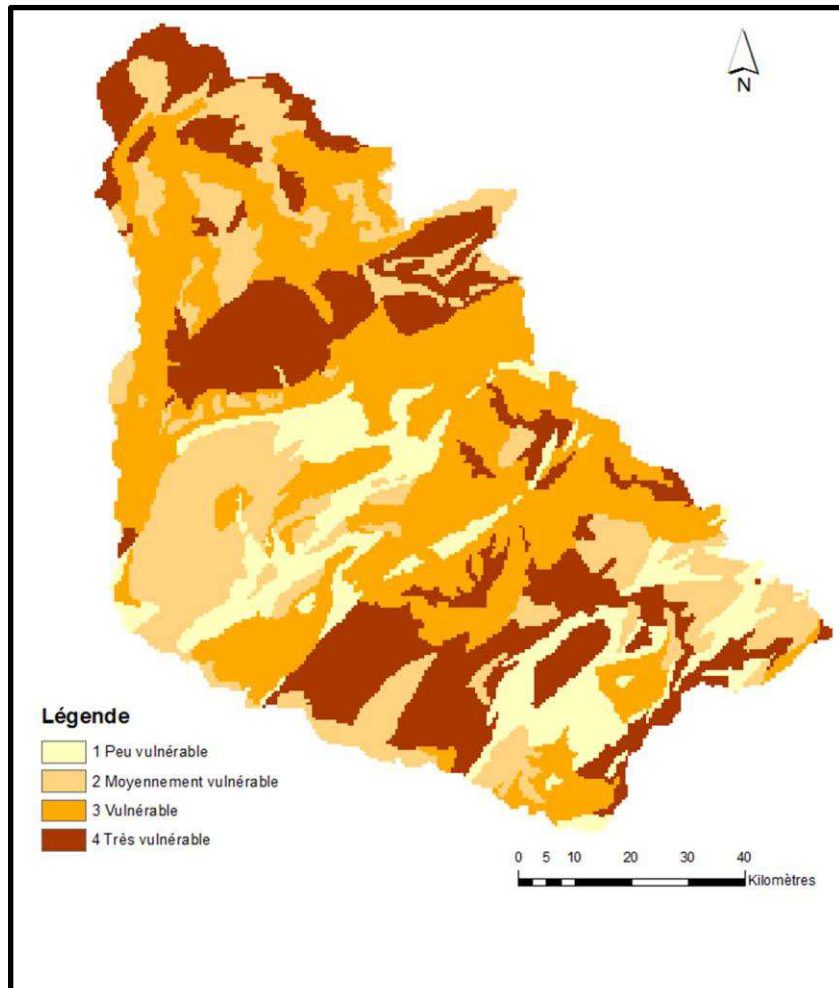 N
Légende
1 Peu vulnérable
2 Moyennement vulnérable
3 Vulnérable
4 Très vulnérable
0 5 10 20 30 40
Kilomètres